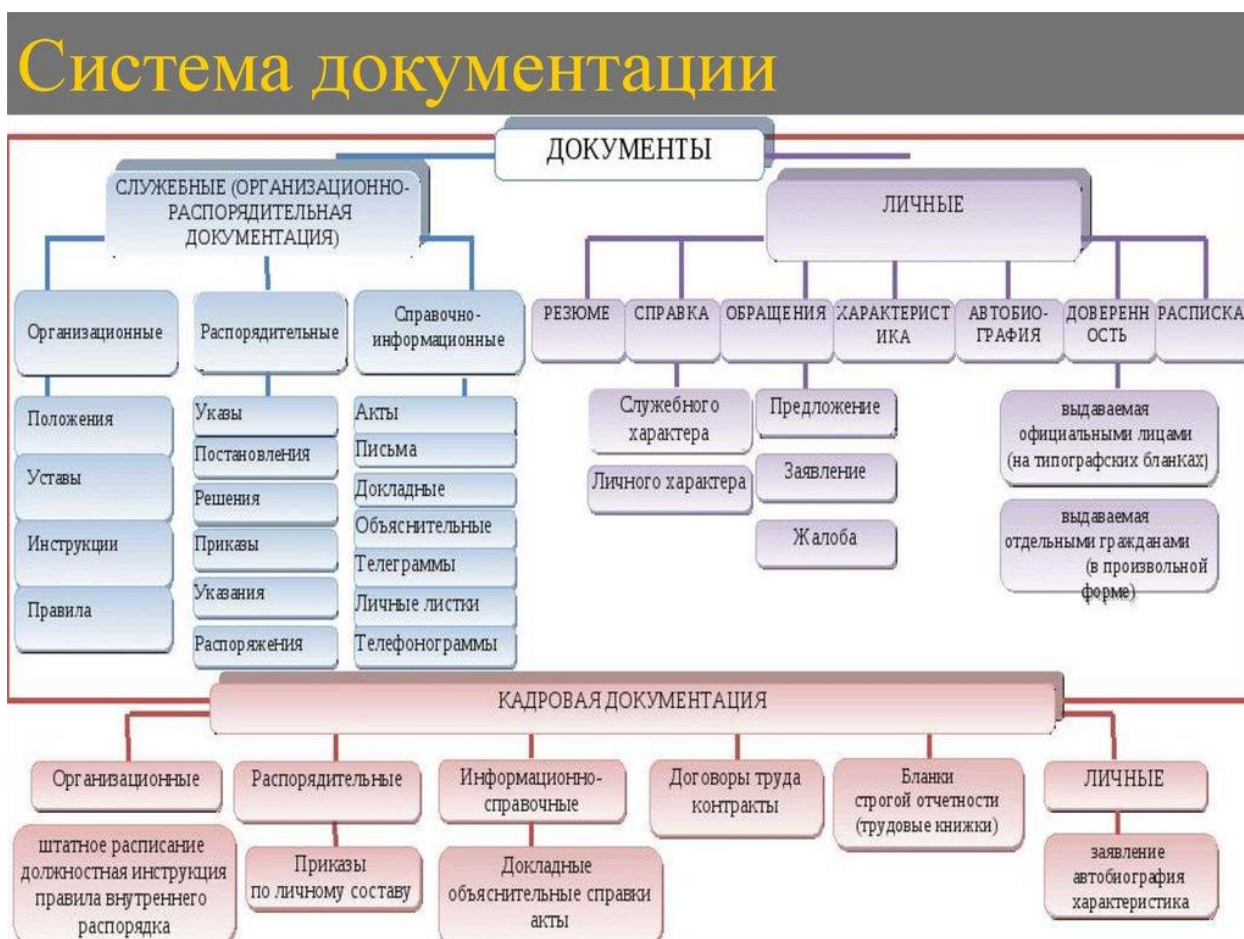 Система документации
ДОКУМЕНТЫ
СЛУЖЕБНЫЕ (ОРГАНИЗАЦИОННО-
РАСПОРЯДИТЕЛЬНАЯ
ДОКУМЕНТАЦИЯ)
ЛИЧНЫЕ
Организационные
Распорядительные
Справочно-
информационные
РЕЗЮМЕ
СПРАВКА
ОБРАЩЕНИЯ
ХАРАКТЕРИСТ
ИКА
АВТОБИО-
ГРАФИЯ
ДОВЕРЕНН
ОСТЬ
РАСПИСКА
Положения
Уставы
Инструкции
Правила
Указы
Постановления
Решения
Приказы
Указания
Распоряжения
Акты
Письма
Докладные
Объяснительные
Телеграммы
Личные листки
Телефонограммы
Служебного
характера
Личного характера
Предложение
Заявление
Жалоба
выдаваемая
официальными лицами
(на типографских бланках)
выдаваемая
отдельными гражданами
(в произвольной
форме)
КАДРОВАЯ ДОКУМЕНТАЦИЯ
Организационные
Распорядительные
Информационно-
справочные
Договоры труда
контракты
Бланки
строгой отчетности
(трудовые книжки)
ЛИЧНЫЕ
штатное расписание
должностная инструкция
правила внутреннего
распорядка
Приказы
по личному составу
Докладные
объяснительные справки
акты
заявление
автобиография
характеристика